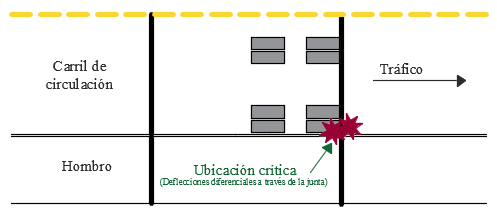 Carril de
circulación
Tráfico
Hombro
Ubicación crítica
(Deflecciones diferenciales a través de la junta)